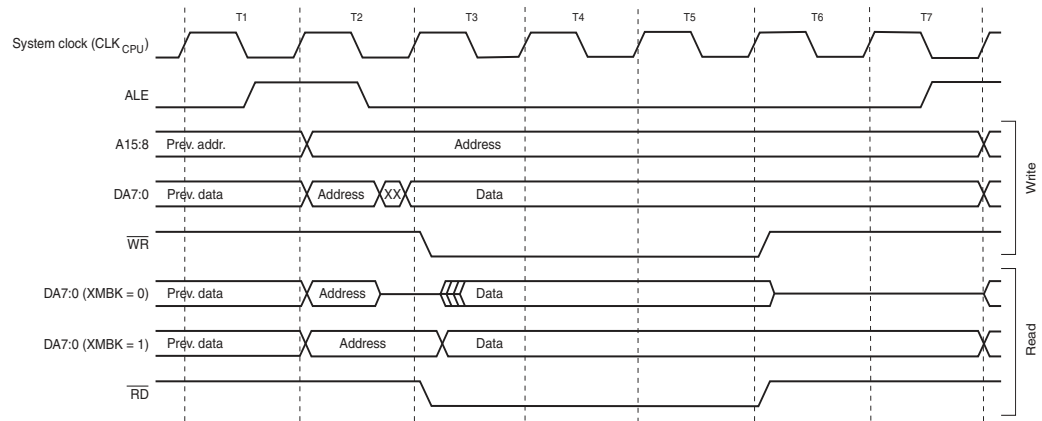 T1 T2 T3 T4 T5 T6 T7
System clock (CLK CPU)
ALE
A15:8 Prev. addr. Address
DA7:0 Prev. data Address XX Data
WR
Write
DA7:0 (XMBK = 0) Prev. data Address Data
DA7:0 (XMBK = 1) Prev. data Address Data
RD
Read